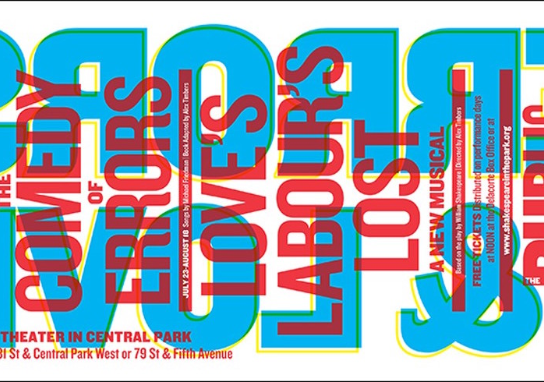 THE
COMEDY
OF
ERRORS
JULY 23-AUGUST 18 Songs by Michael Friedman Book Adapted by Alex Timbers
LOVE'S
LABOUR'S
LOST
A NEW MUSICAL
Based on the play by William Shakespeare Directed by Alex Timbers
FREE TICKETS Distributed on performance days
at NOON at the Delacorte Box Office or at
www.shakespeareinthepark.org
THE
PUBLIC
THEATER IN CENTRAL PARK
81 St & Central Park West or 79 St & Fifth Avenue